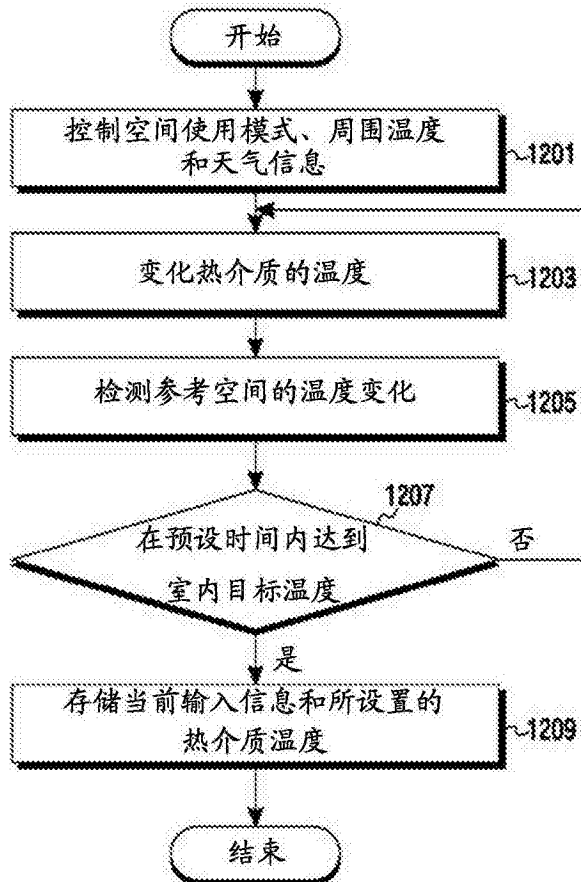 开始
控制空间使用模式、周围温度
和天气信息
1201
变化热介质的温度
1203
检测参考空间的温度变化
1205
1207
在预设时间内达到
室内目标温度
否
是
存储当前输入信息和所设置的
热介质温度
1209
结束